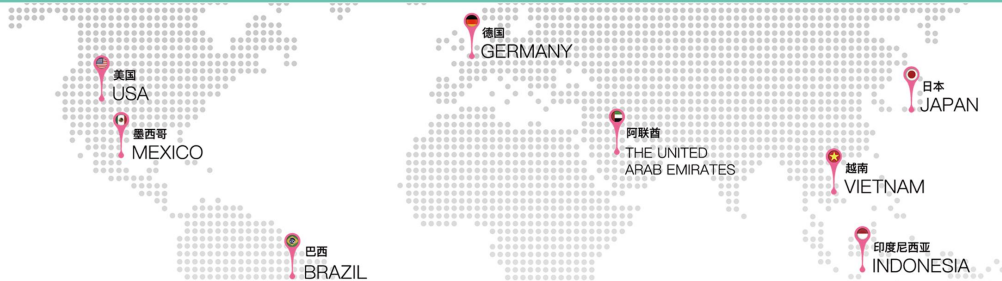 德国
GERMANY
美国
USA
日本
JAPAN
墨西哥
MEXICO
阿联酋
THE UNITED
ARAB EMIRATES
越南
VIETNAM
巴西
BRAZIL
印度尼西亚
INDONESIA